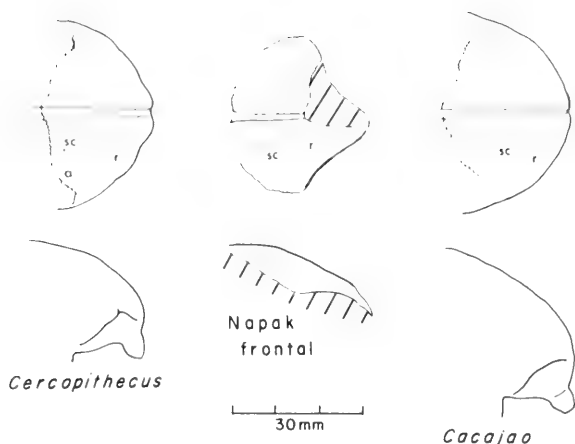 sc
r
a
sc
r
sc
r
Napak
frontal
Cercopithecus
30mm
Cacajao